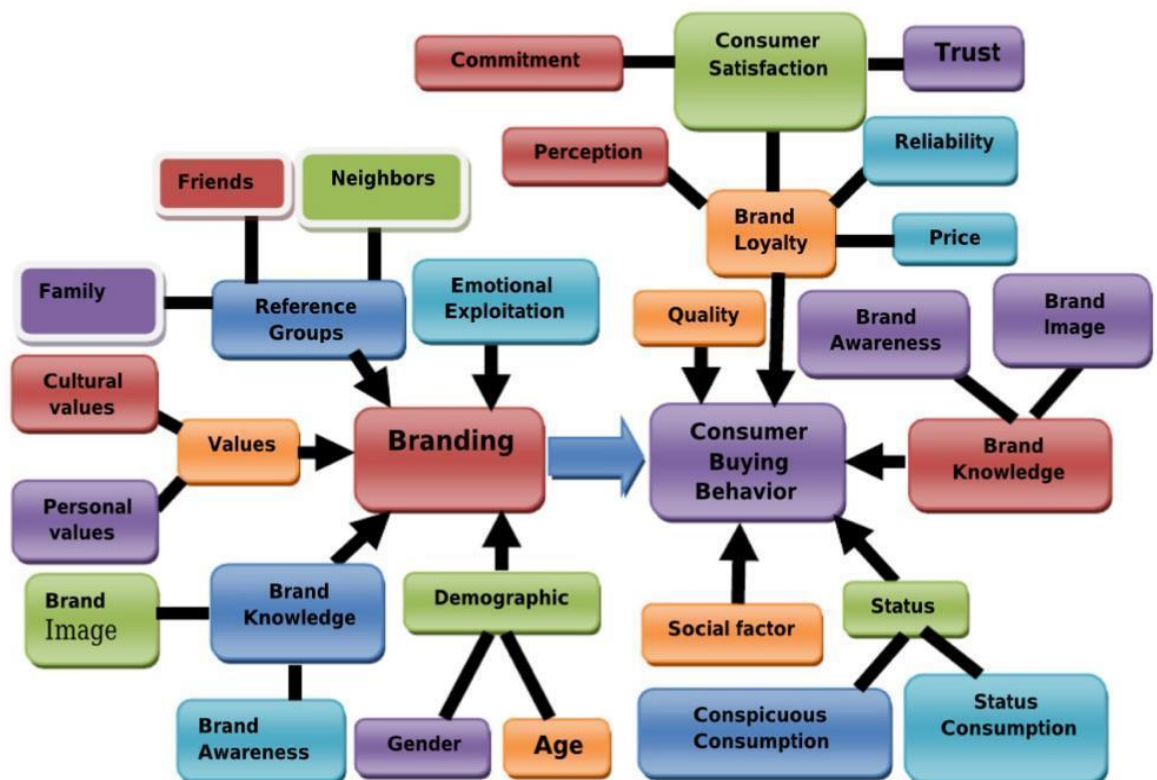 Consumer
Satisfaction
Commitment
Trust
Perception
Reliability
Brand
Loyalty
Price
Friends
Neighbors
Family
Reference
Groups
Emotional
Exploitation
Quality
Brand
Awareness
Brand
Image
Cultural
values
Values
Personal
values
Branding
Consumer
Buying
Behavior
Brand
Knowledge
Brand
Image
Brand
Knowledge
Demographic
Social factor
Status
Brand
Awareness
Gender
Age
Conspicuous
Consumption
Status
Consumption